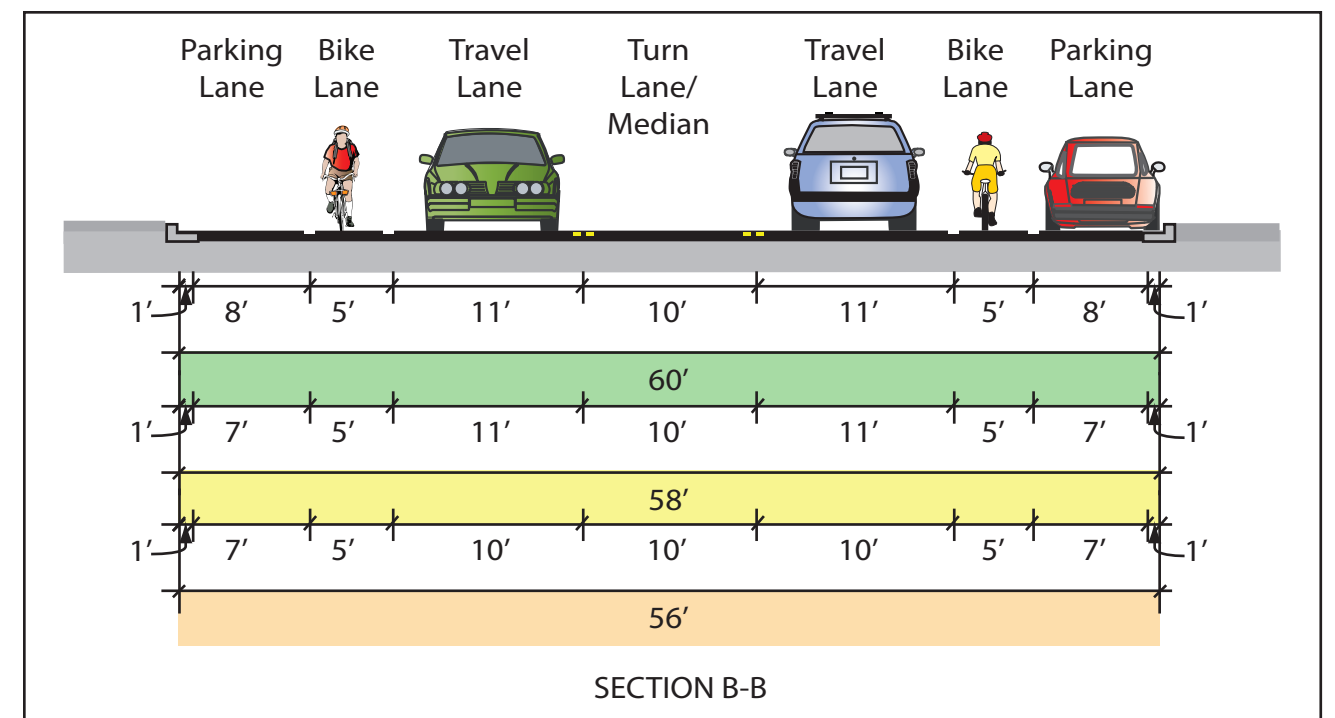 Parking Lane
Bike Lane
Travel Lane
Turn Lane/ Median
Travel Lane
Bike Lane
Parking Lane
1′ 8′ 5′ 11′ 10′ 11′ 5′ 8′ 1′
60′
1′ 7′ 5′ 11′ 10′ 11′ 5′ 7′ 1′
58′
1′ 7′ 5′ 10′ 10′ 10′ 5′ 7′ 1′
56′
SECTION B-B